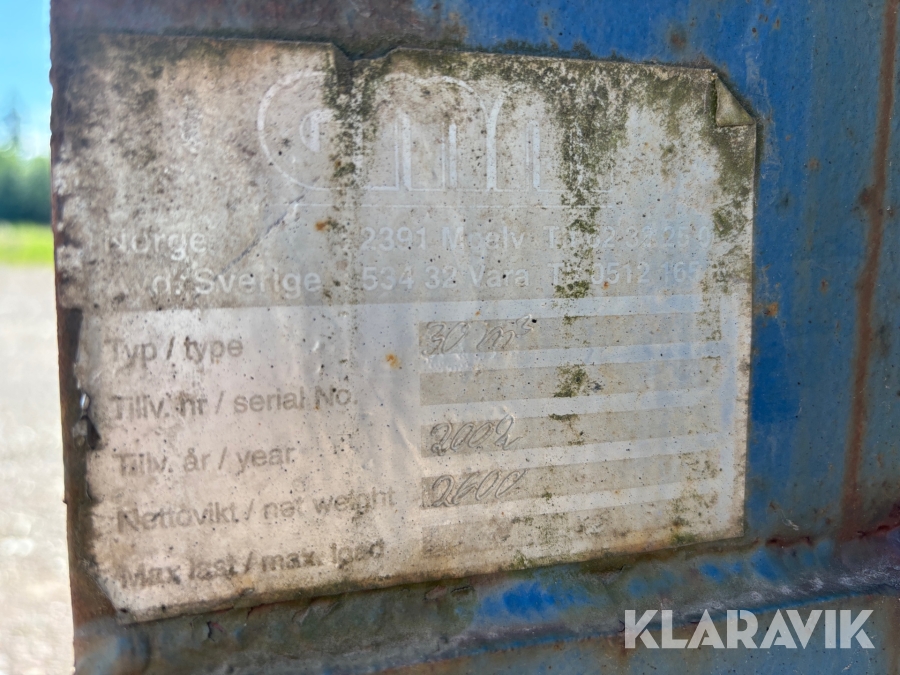 Norge 2391 Moelv
Sverige 534 32 Vara
Typ / type 30 m³
Tillv. nr / serial No.
Tillv. år / year 2002
Nettovikt / net weight 2600
Max last / max. load
KLARAVIK